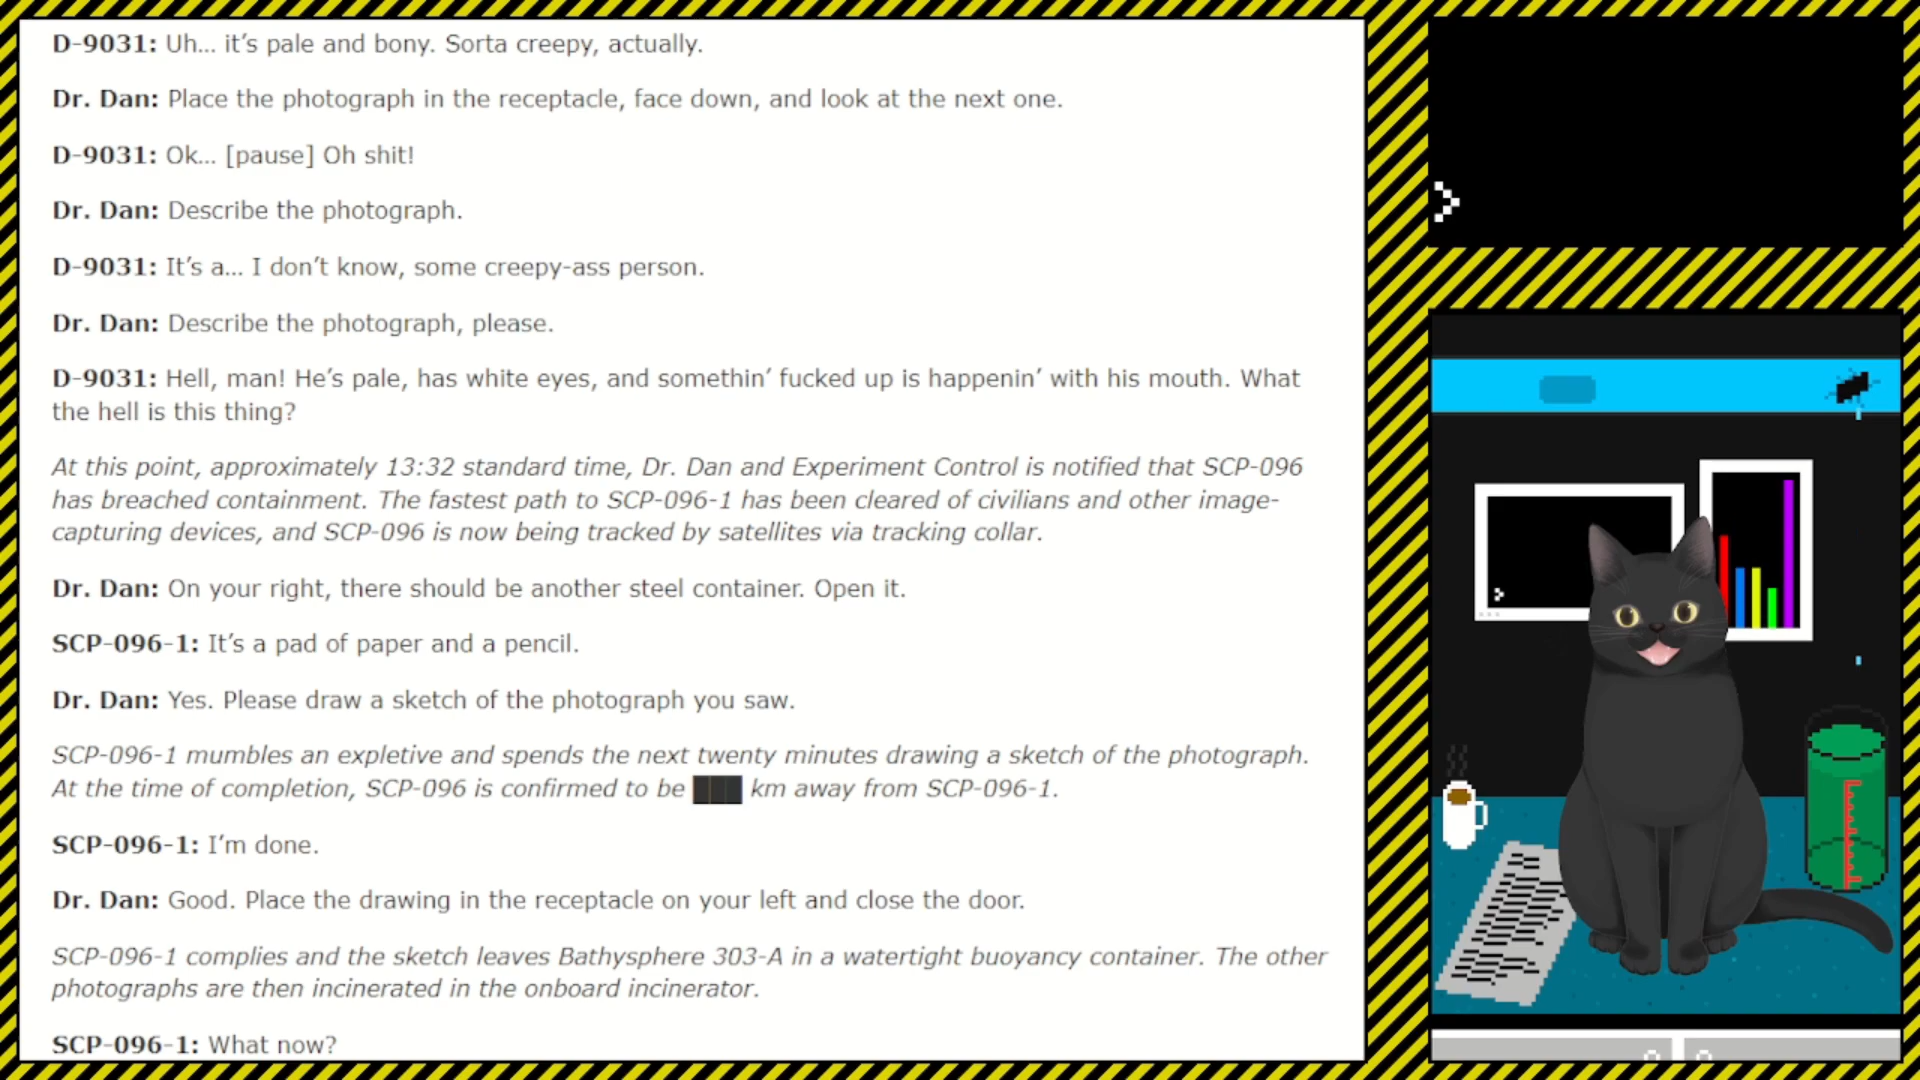 D-9031: Uh... it's pale and bony. Sorta creepy, actually.
Dr. Dan: Place the photograph in the receptacle, face down, and look at the next one.
D-9031: Ok... [pause] Oh shit!
Dr. Dan: Describe the photograph.
D-9031: It's a... I don't know, some creepy-ass person.
Dr. Dan: Describe the photograph, please.
D-9031: Hell, man! He's pale, has white eyes, and somethin' fucked up is happenin' with his mouth. What
the hell is this thing?
At this point, approximately 13:32 standard time, Dr. Dan and Experiment Control is notified that SCP-096
has breached containment. The fastest path to SCP-096-1 has been cleared of civilians and other image-
capturing devices, and SCP-096 is now being tracked by satellites via tracking collar.
Dr. Dan: On your right, there should be another steel container. Open it.
SCP-096-1: It's a pad of paper and a pencil.
Dr. Dan: Yes. Please draw a sketch of the photograph you saw.
SCP-096-1 mumbles an expletive and spends the next twenty minutes drawing a sketch of the photograph.
At the time of completion, SCP-096 is confirmed to be ███ km away from SCP-096-1.
SCP-096-1: I'm done.
Dr. Dan: Good. Place the drawing in the receptacle on your left and close the door.
SCP-096-1 complies and the sketch leaves Bathysphere 303-A in a watertight buoyancy container. The other
photographs are then incinerated in the onboard incinerator.
SCP-096-1: What now?